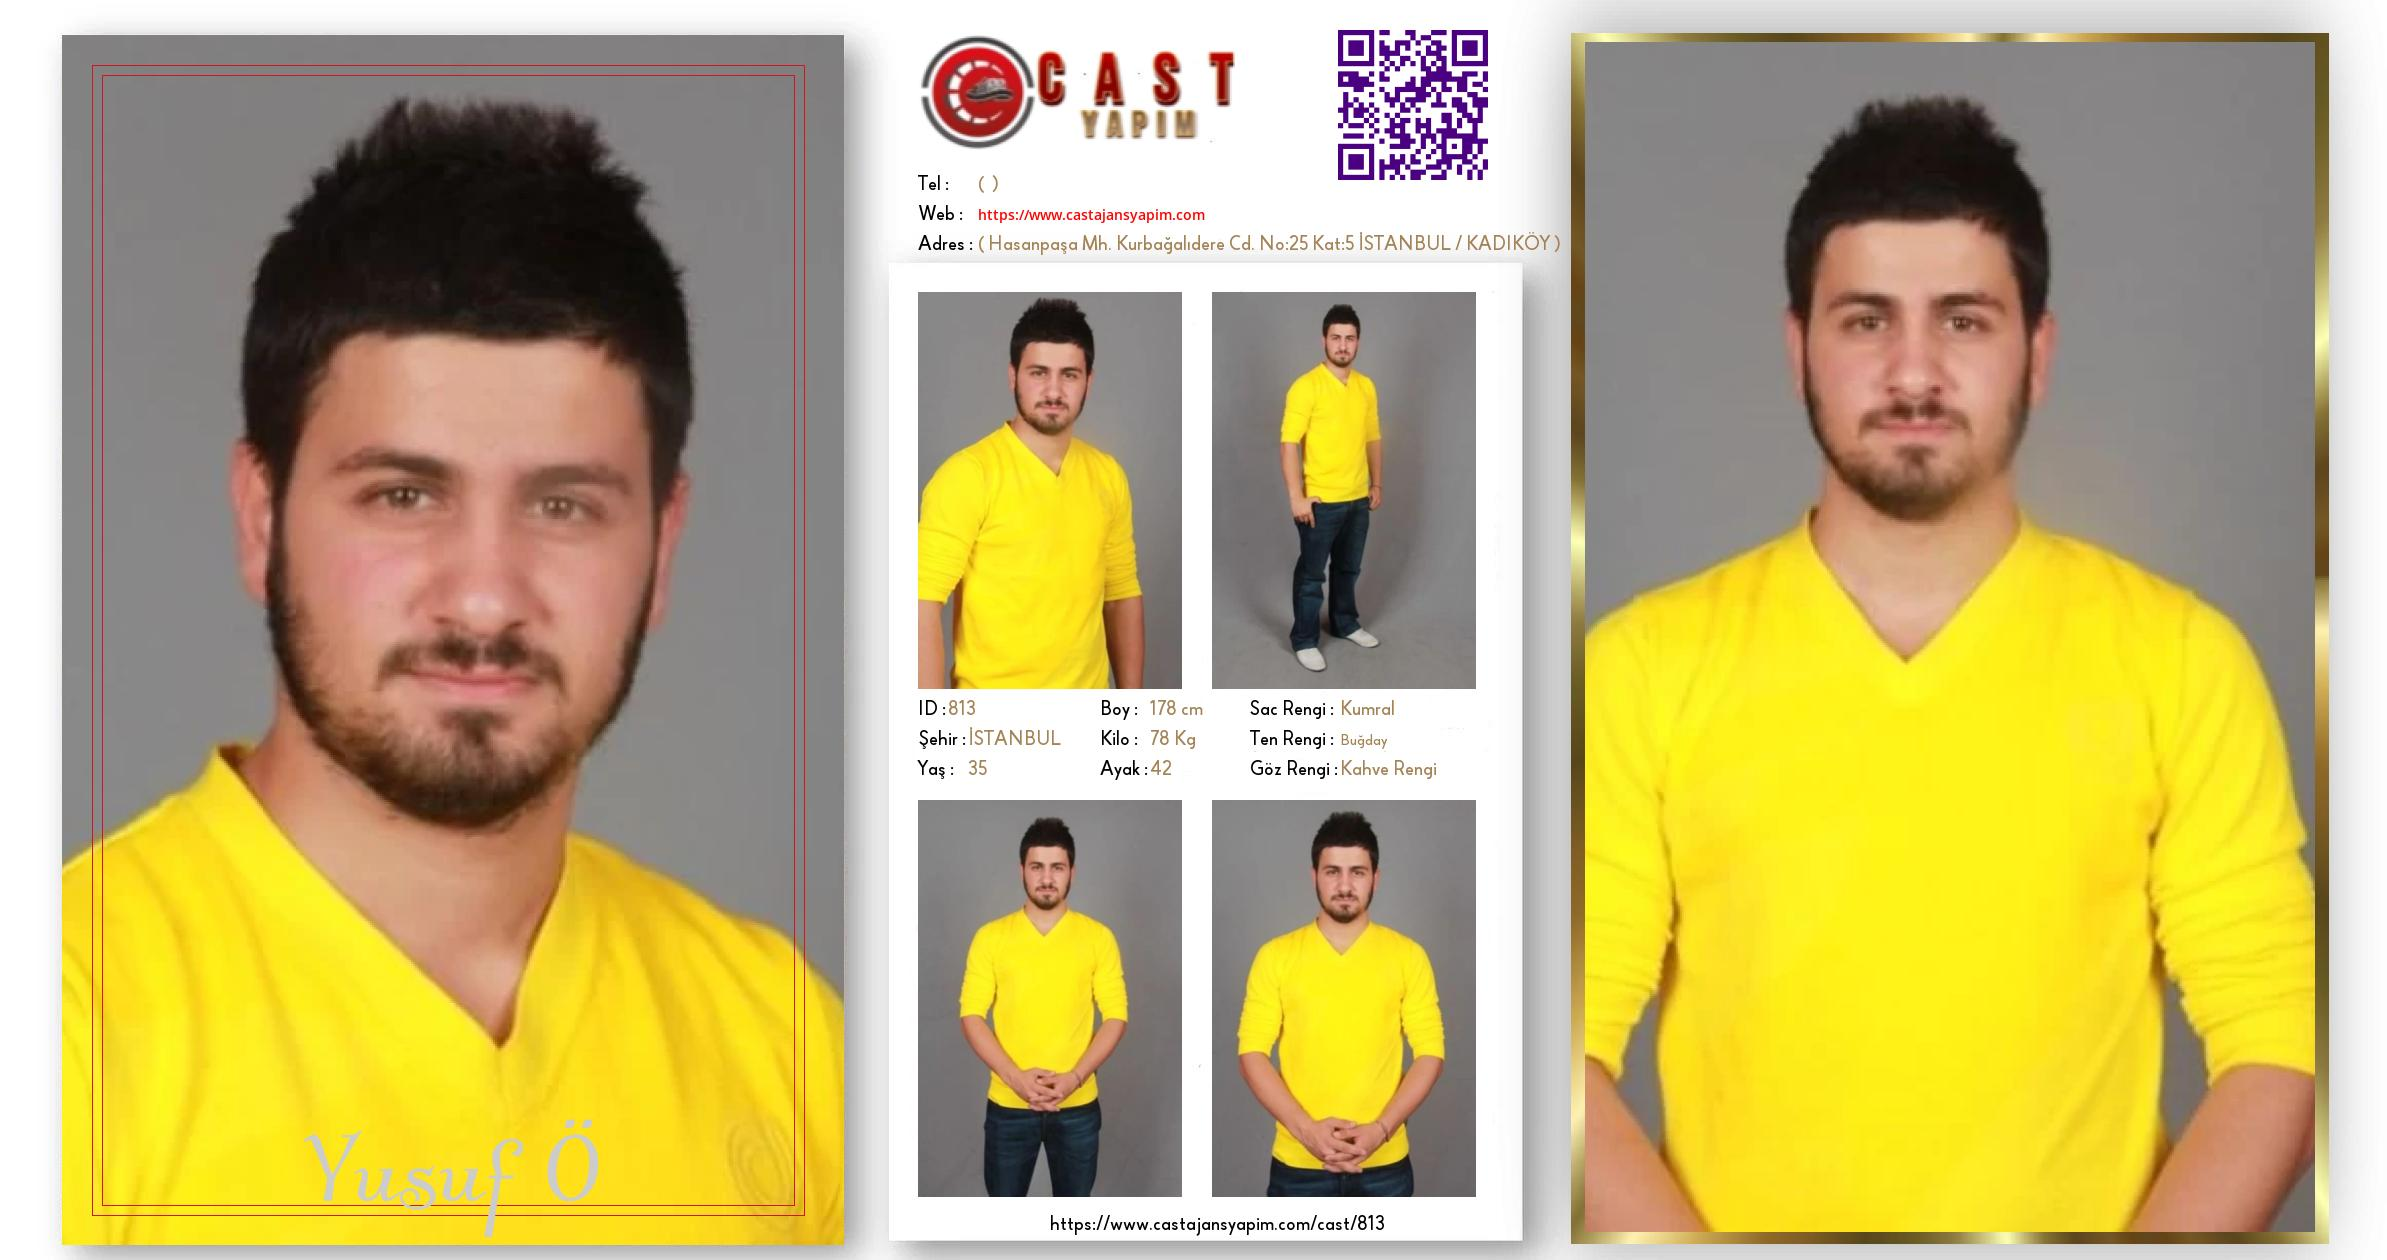 Yusuf Ö
CAST
YAPIM
Tel : ( )
Web : https://www.castajansyapim.com
Adres : ( Hasanpaşa Mh. Kurbağalıdere Cd. No:25 Kat:5 İSTANBUL / KADIKÖY )
ID : 813 Boy : 178 cm Sac Rengi : Kumral
Şehir : İSTANBUL Kilo : 78 Kg Ten Rengi : Buğday
Yaş : 35 Ayak : 42 Göz Rengi : Kahve Rengi
https://www.castajansyapim.com/cast/813